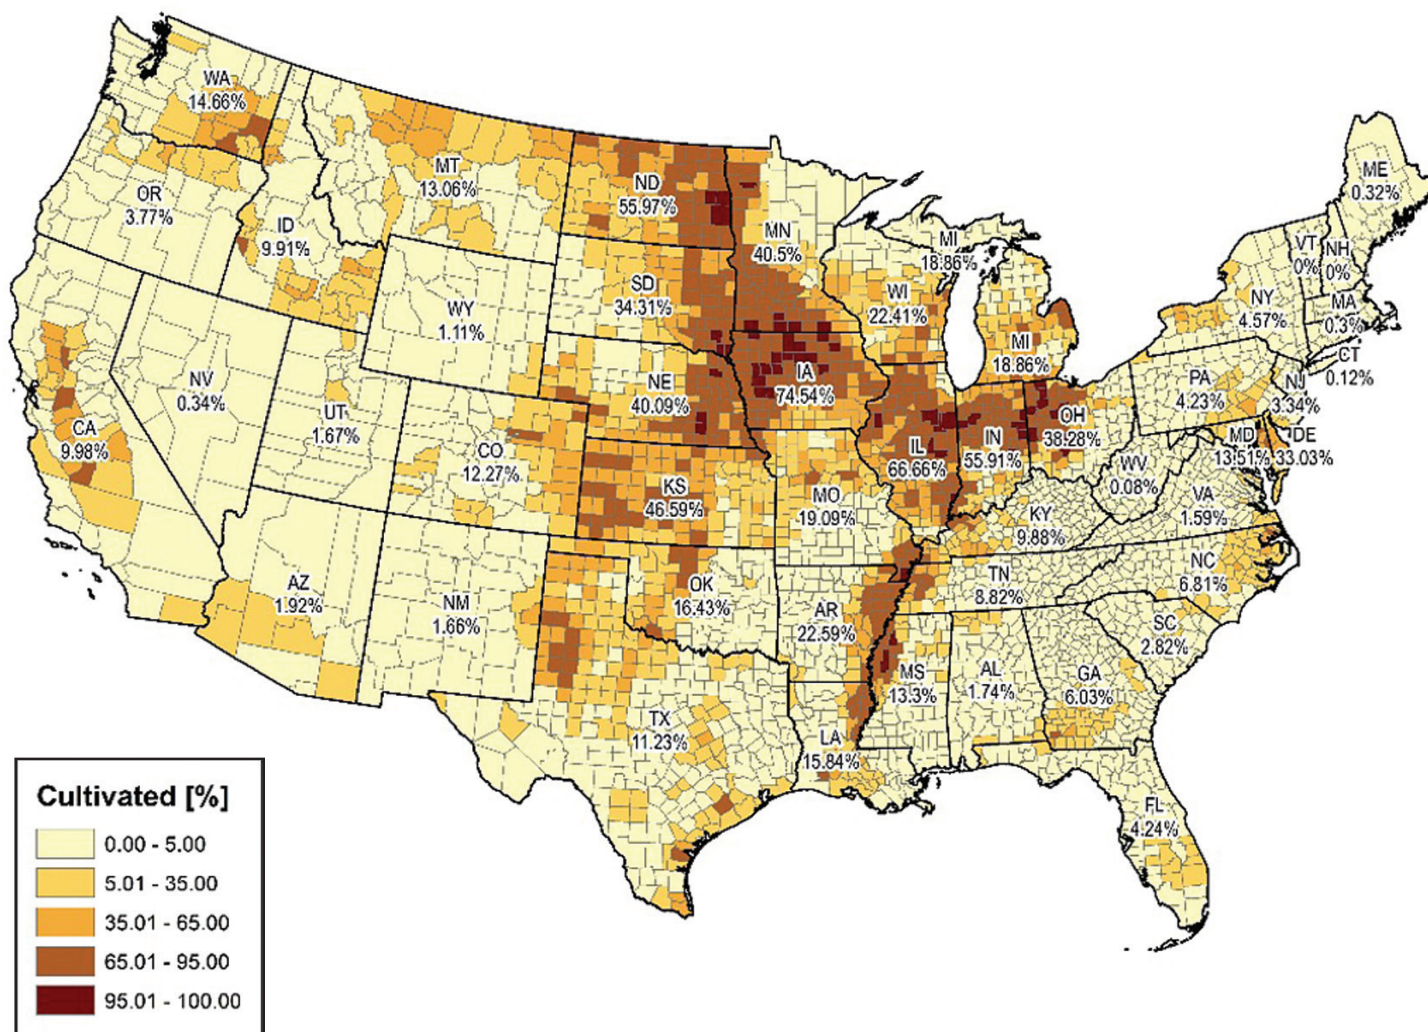 WA
14.66%
MT
13.06%
ND
55.97%
OR
3.77%
ID
9.91%
MN
40.5%
MI
18.86%
ME
0.32%
VT
0%
NH
0%
WY
1.11%
SD
34.31%
WI
22.41%
NY
4.57%
MA
0.3%
CT
0.12%
MI
18.86%
NV
0.34%
UT
1.67%
NE
40.09%
IA
74.54%
PA
4.23%
NJ
3.34%
CA
9.98%
CO
12.27%
IL
66.66%
IN
55.91%
OH
38.28%
MD
13.51%
DE
33.03%
WV
0.08%
VA
1.59%
KS
46.59%
MO
19.09%
KY
9.88%
AZ
1.92%
NM
1.66%
OK
16.43%
AR
22.59%
TN
8.82%
NC
6.81%
SC
2.82%
MS
13.3%
AL
1.74%
GA
6.03%
TX
11.23%
LA
15.84%
FL
4.24%
Cultivated [%]
0.00 - 5.00
5.01 - 35.00
35.01 - 65.00
65.01 - 95.00
95.01 - 100.00